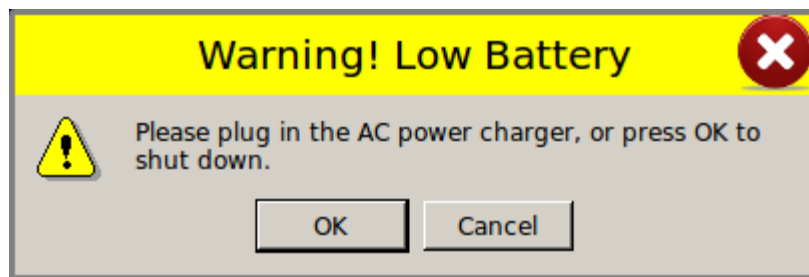 Warning! Low Battery
Please plug in the AC power charger, or press OK to
shut down.
OK
Cancel